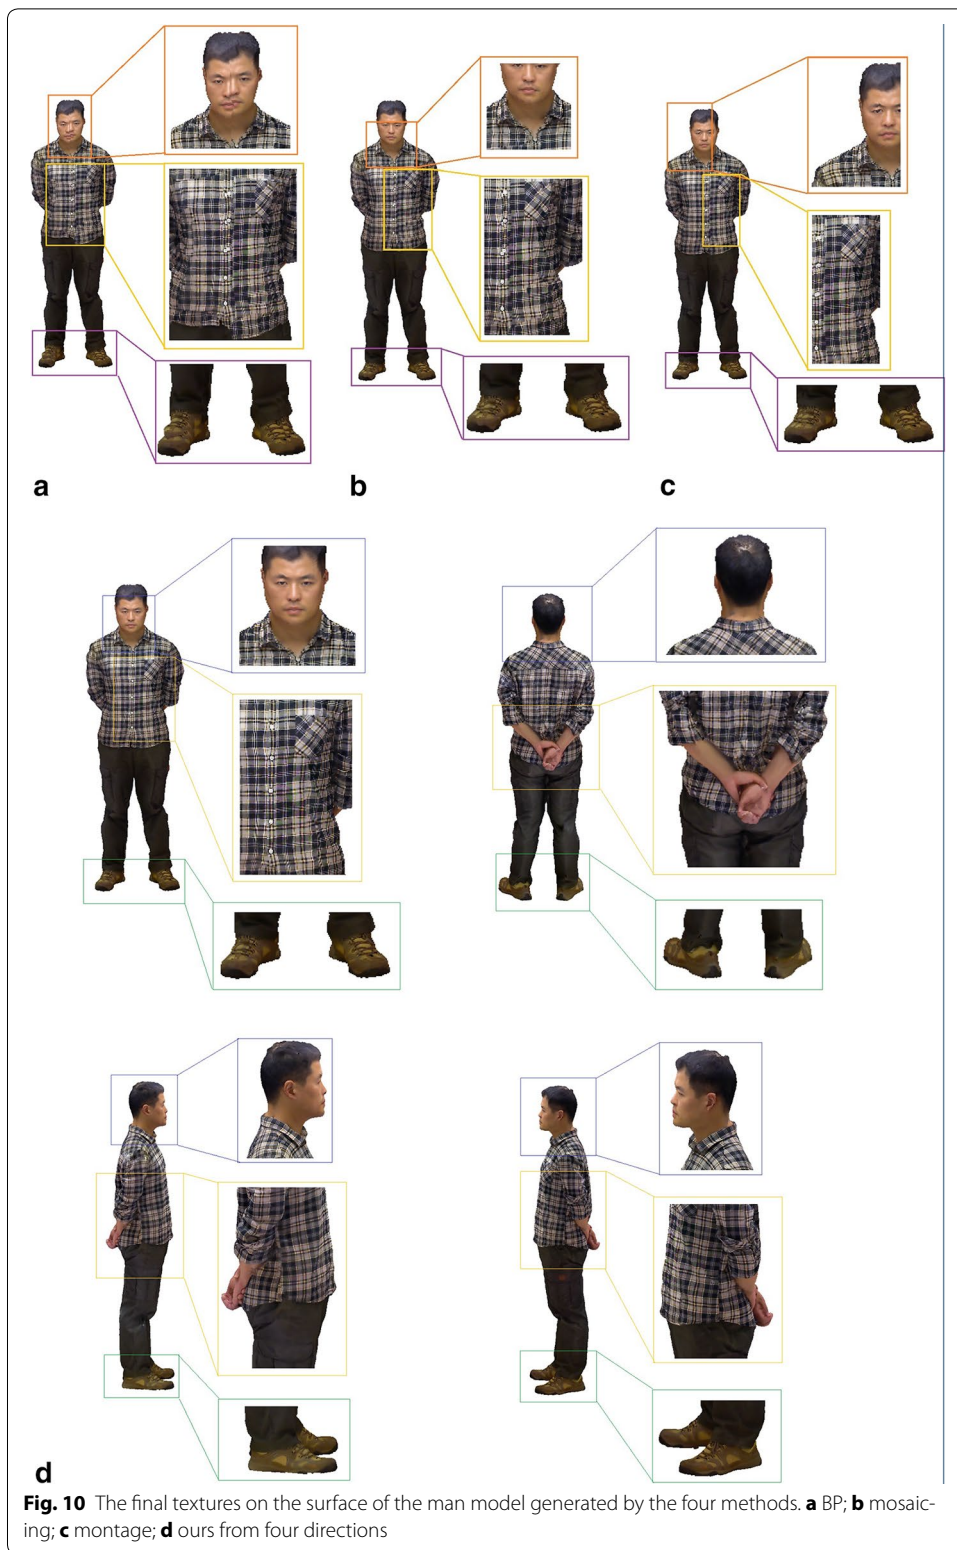 a
b
c
d
Fig. 10 The final textures on the surface of the man model generated by the four methods. a BP; b mosaic-
ing; c montage; d ours from four directions